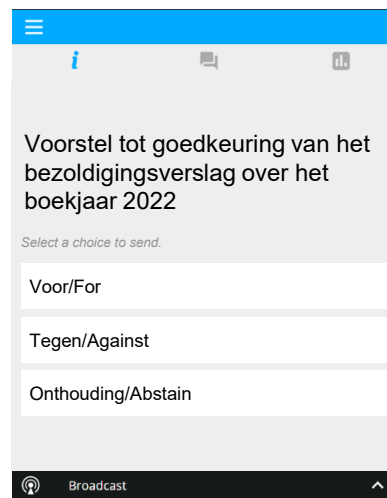 i
Voorstel tot goedkeuring van het
bezoldigingsverslag over het
boekjaar 2022
Select a choice to send.
Voor/For
Tegen/Against
Onthouding/Abstain
Broadcast